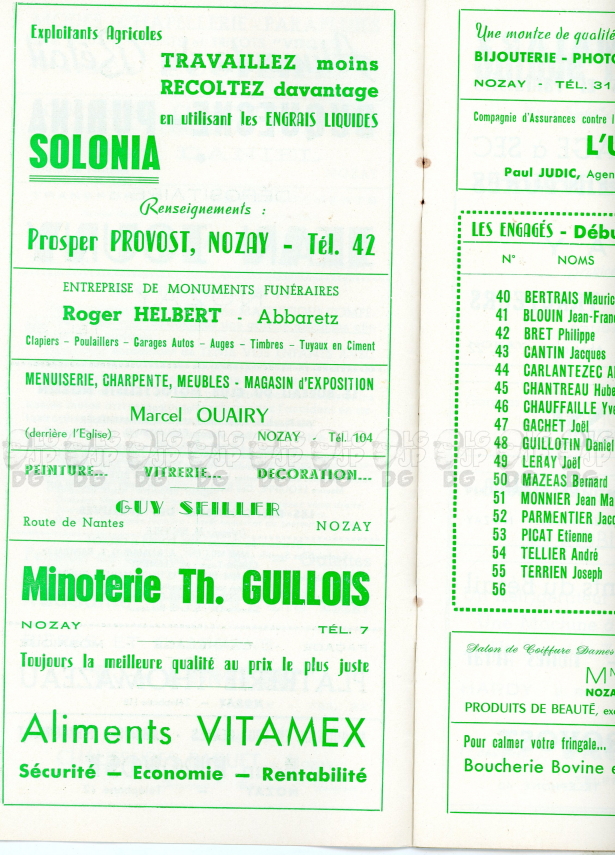 Exploitants Agricoles
TRAVAILLEZ moins
RECOLTEZ davantage
en utilisant les ENGRAIS LIQUIDES
SOLONIA
Renseignements :
Prosper PROVOST, NOZAY - Tél. 42
ENTREPRISE DE MONUMENTS FUNÉRAIRES
Roger HELBERT - Abbaretz
Clapiers - Poulaillers - Garages Autos - Auges - Timbres - Tuyaux en Ciment
MENUISERIE, CHARPENTE, MEUBLES - MAGASIN d'EXPOSITION
Marcel OUAIRY
(derrière l'Eglise) NOZAY - Tél. 104
PEINTURE... VITRERIE... DECORATION...
GUY SEILLER
Route de Nantes NOZAY
Minoterie Th. GUILLOIS
NOZAY TÉL. 7
Toujours la meilleure qualité au prix le plus juste
Aliments VITAMEX
Sécurité - Economie - Rentabilité
Une montre de qualité
BIJOUTERIE - PHOTO
NOZAY - TÉL. 31
Compagnie d'Assurances contre l
L'U
Paul JUDIC, Agen
LES ENGAGÉS - Débu
N° NOMS
40 BERTRAIS Mauric
41 BLOUIN Jean-Fran
42 BRET Philippe
43 CANTIN Jacques
44 CARLANTEZEC Al
45 CHANTREAU Hube
46 CHAUFFAILLE Yve
47 GACHET Joël
48 GUILLOTIN Daniel
49 LERAY Joël
50 MAZEAS Bernard
51 MONNIER Jean Ma
52 PARMENTIER Jacq
53 PICAT Etienne
54 TELLIER André
55 TERRIEN Joseph
56
Salon de Coiffure Dames
Mm
NOZA
PRODUITS DE BEAUTÉ, exc
Pour calmer votre fringale...
Boucherie Bovine e